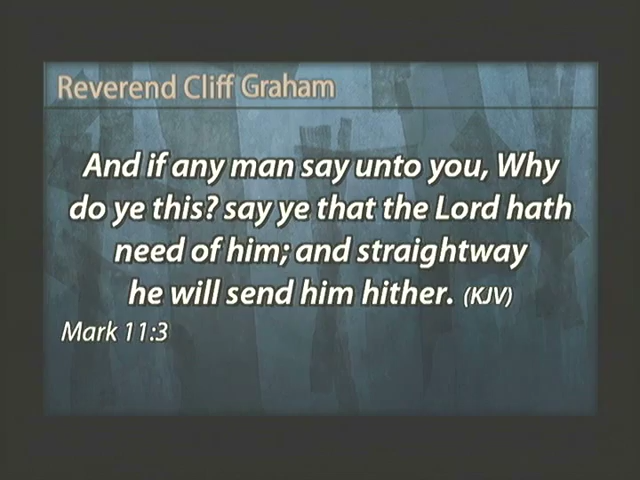 Reverend Cliff Graham
And if any man say unto you, Why
do ye this? say ye that the Lord hath
need of him; and straightway
he will send him hither. (KJV)
Mark 11:3